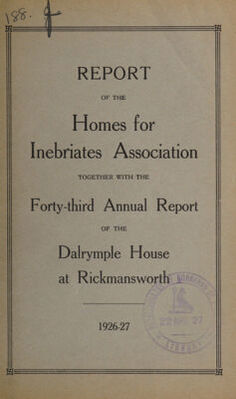 188.
REPORT
OF THE
Homes for
Inebriates Association
TOGETHER WITH THE
Forty-third Annual Report
OF THE
Dalrymple House
at Rickmansworth
1926-27